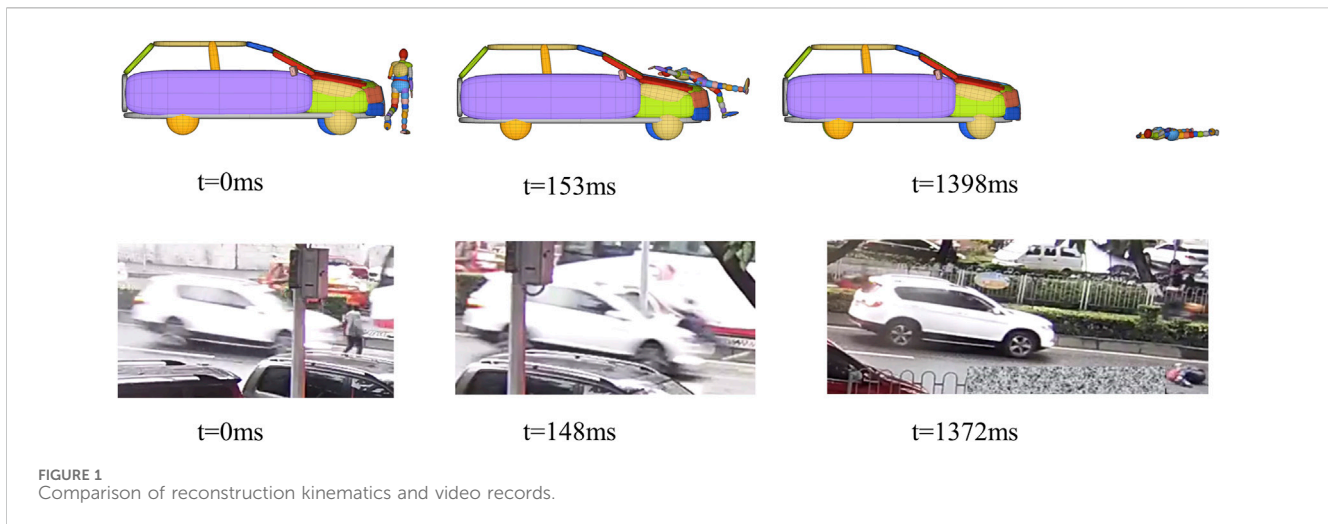 t=0ms
t=153ms
t=1398ms
t=0ms
t=148ms
t=1372ms
FIGURE 1
Comparison of reconstruction kinematics and video records.